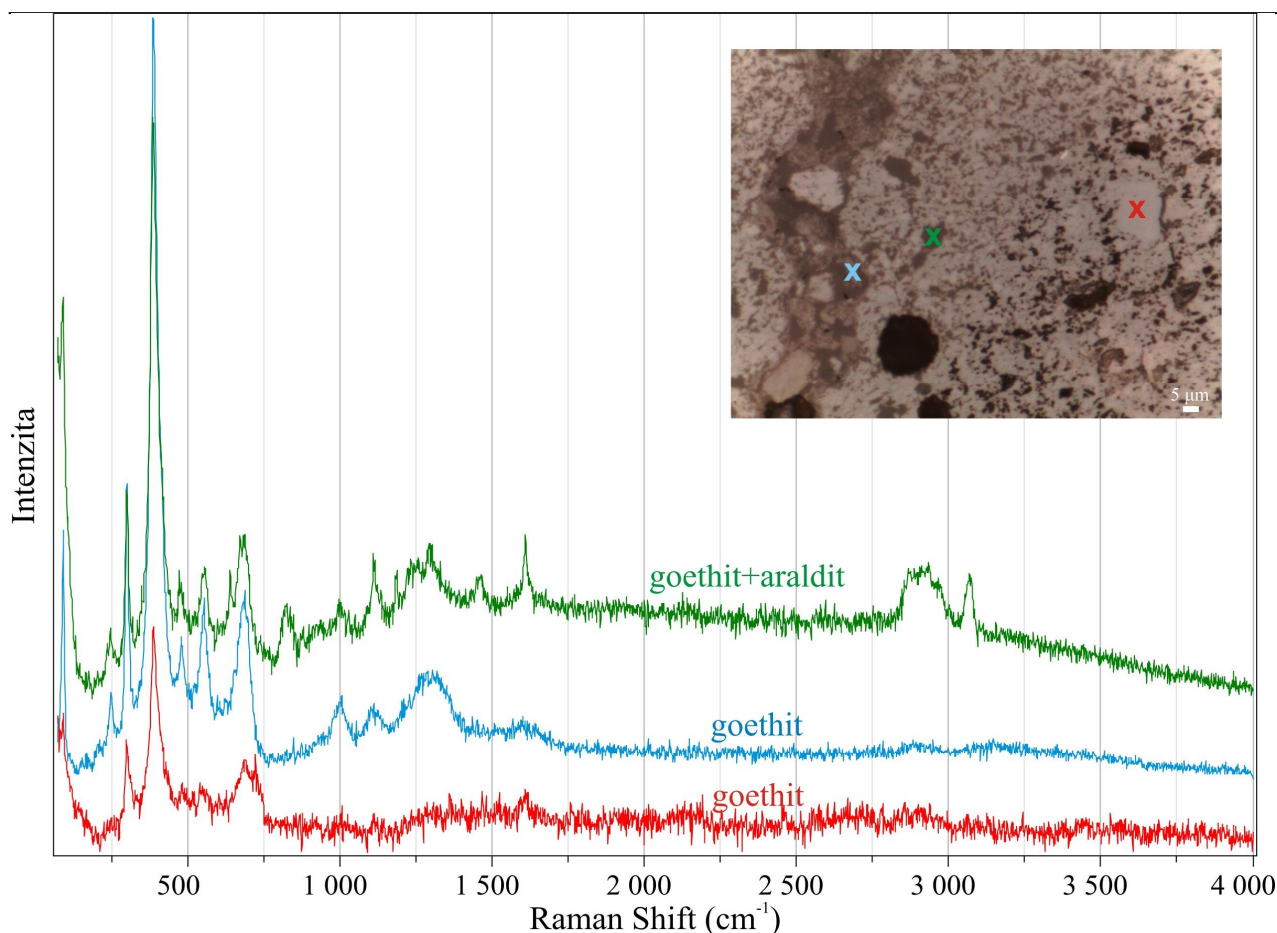 5 µm
X
X
X
Intenzita
goethit+araldit
goethit
goethit
500
1 000
1 500
2 000
2 500
3 000
3 500
4 000
Raman Shift (cm⁻¹)